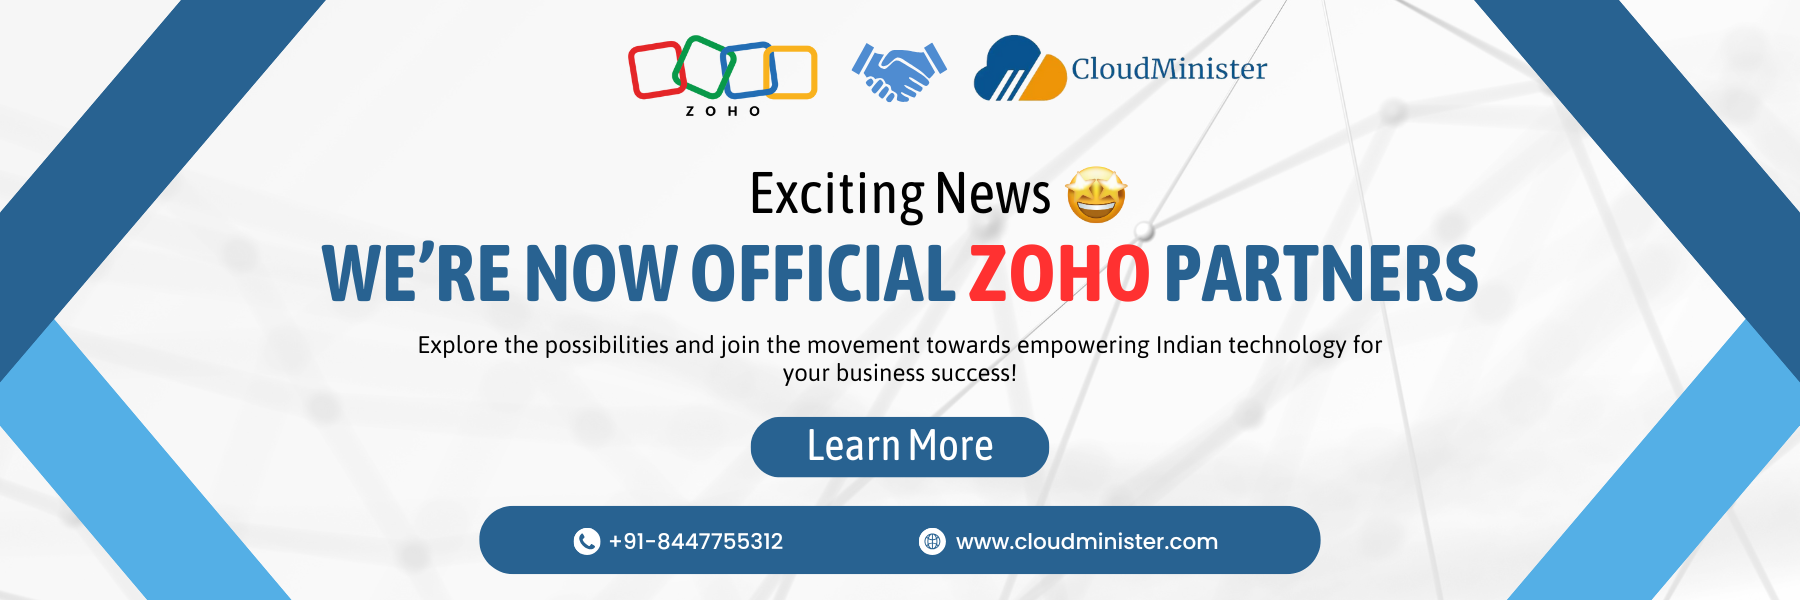 ZOHO
CloudMinister
Exciting News 🤩
WE'RE NOW OFFICIAL ZOHO PARTNERS
Explore the possibilities and join the movement towards empowering Indian technology for
your business success!
Learn More
+91-8447755312
www.cloudminister.com